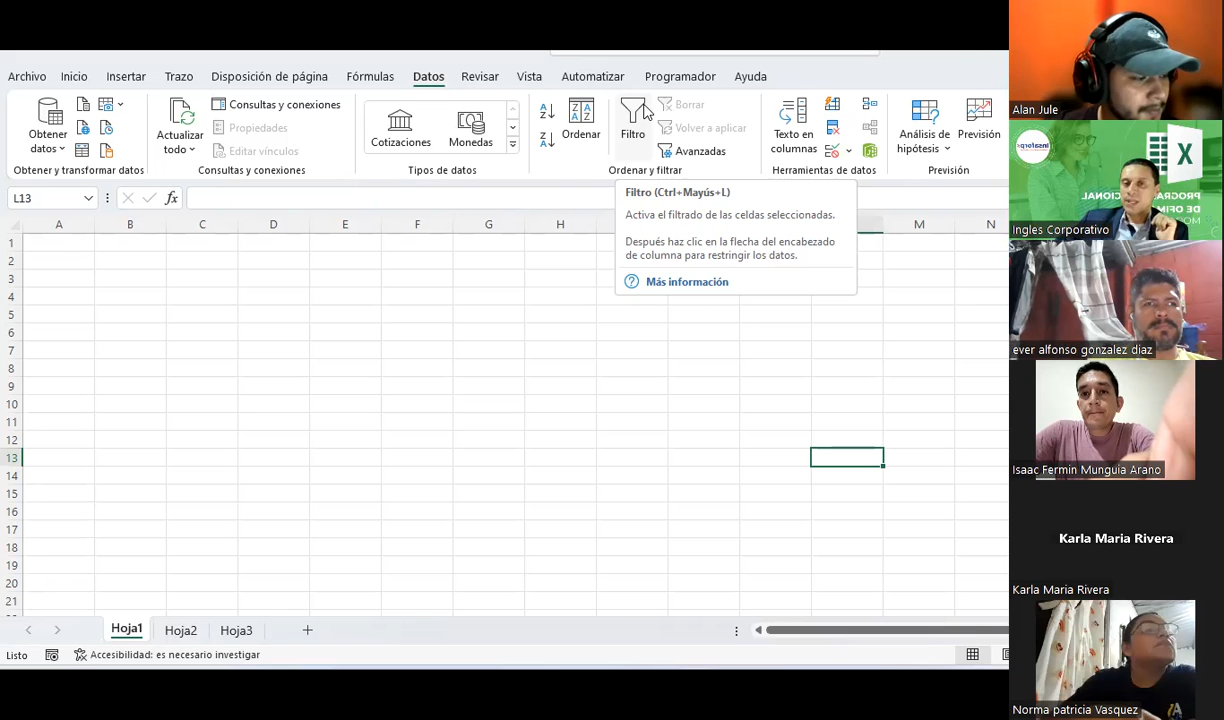 Archivo Inicio Insertar Trazo Disposición de página Fórmulas Datos Revisar Vista Automatizar Programador Ayuda
Obtener datos
Actualizar todo
Consultas y conexiones
Propiedades
Editar vínculos
Cotizaciones
Monedas
Ordenar
Filtro
Borrar
Volver a aplicar
Avanzadas
Texto en columnas
Análisis de hipótesis
Previsión
Obtener y transformar datos
Consultas y conexiones
Tipos de datos
Ordenar y filtrar
Herramientas de datos
Previsión
L13
fx
Filtro (Ctrl+Mayús+L)
Activa el filtrado de las celdas seleccionadas.
Después haz clic en la flecha del encabezado
de columna para restringir los datos.
Más información
A B C D E F G H M N
1
2
3
4
5
6
7
8
9
10
11
12
13
14
15
16
17
18
19
20
21
Hoja1 Hoja2 Hoja3
Listo
Accesibilidad: es necesario investigar
Alan Jule
Insaforp
X
Ingles Corporativo
ever alfonso gonzalez diaz
Isaac Fermin Munguia Arano
Karla Maria Rivera
Karla Maria Rivera
Norma patricia Vasquez